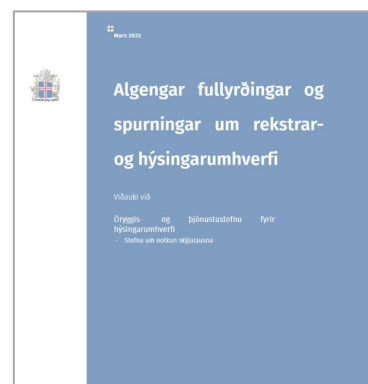 Mars 2022
Algengar fullyrðingar og
spurningar um rekstrar-
og hýsingarumhverfi
Viðauki við
Öryggis- og þjónustustefnu fyrir
hýsingarumhverfi
- Stefna um notkun skýjalausna